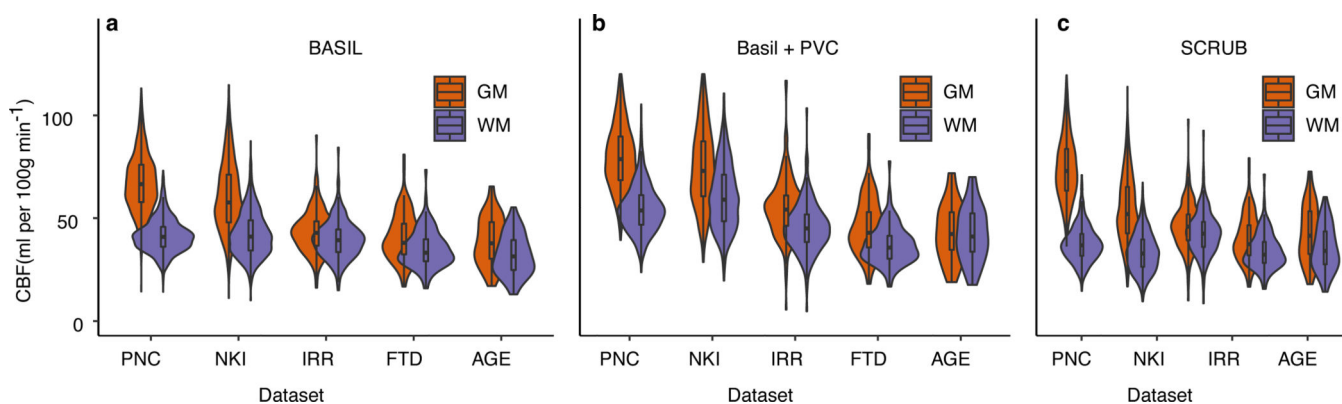 a
BASIL
GM
WM
CBF(ml per 100g min⁻¹)
100
50
0
PNC NKI IRR FTD AGE
Dataset
b
Basil + PVC
GM
WM
PNC NKI IRR FTD AGE
Dataset
c
SCRUB
GM
WM
PNC NKI IRR AGE
Dataset